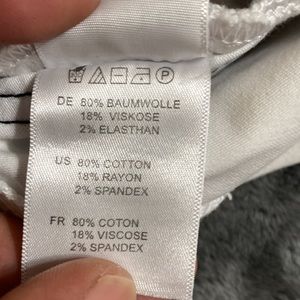 DE 80% BAUMWOLLE
18% VISKOSE
2% ELASTHAN
US 80% COTTON
18% RAYON
2% SPANDEX
FR 80% COTON
18% VISCOSE
2% SPANDEX